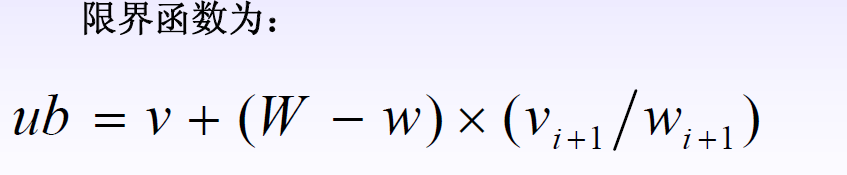 限界函数为：
ub = v + (W − w) × (v_{i+1}/w_{i+1})